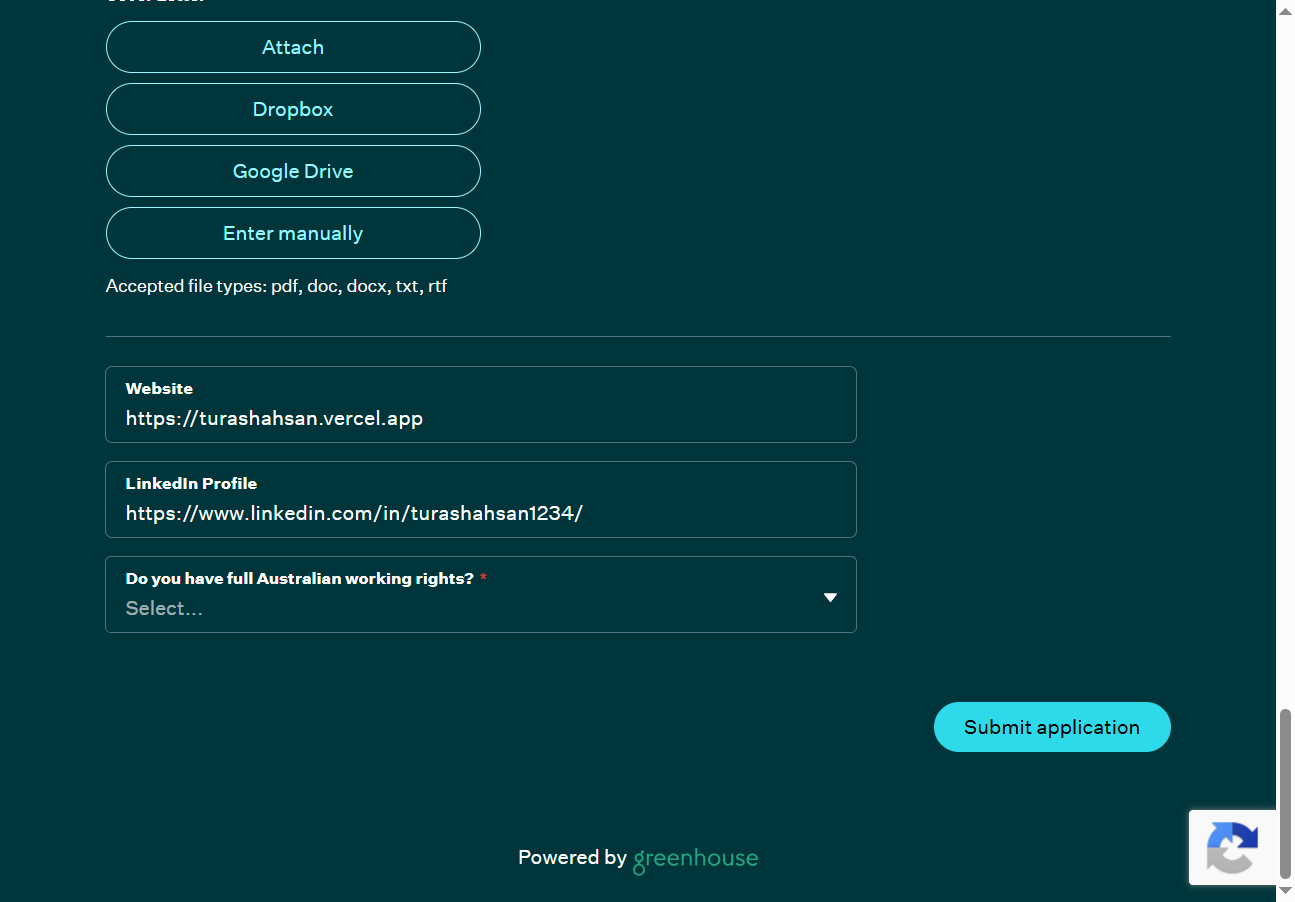 Attach
Dropbox
Google Drive
Enter manually
Accepted file types: pdf, doc, docx, txt, rtf
Website
https://turashahsan.vercel.app
LinkedIn Profile
https://www.linkedin.com/in/turashahsan1234/
Do you have full Australian working rights? *
Select...
Submit application
Powered by greenhouse